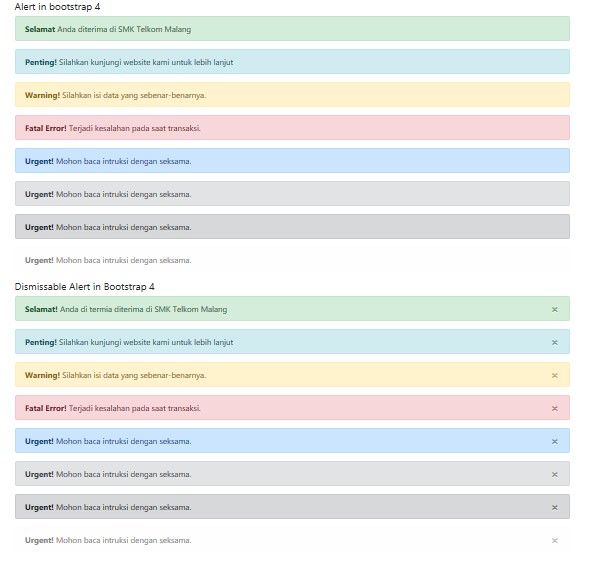 Alert in bootstrap 4
Selamat Anda diterima di SMK Telkom Malang
Penting! Silahkan kunjungi website kami untuk lebih lanjut
Warning! Silahkan isi data yang sebenar-benarnya.
Fatal Error! Terjadi kesalahan pada saat transaksi.
Urgent! Mohon baca intruksi dengan seksama.
Urgent! Mohon baca intruksi dengan seksama.
Urgent! Mohon baca intruksi dengan seksama.
Urgent! Mohon baca intruksi dengan seksama.
Dismissable Alert in Bootstrap 4
Selamat! Anda di termia diterima di SMK Telkom Malang ×
Penting! Silahkan kunjungi website kami untuk lebih lanjut ×
Warning! Silahkan isi data yang sebenar-benarnya. ×
Fatal Error! Terjadi kesalahan pada saat transaksi. ×
Urgent! Mohon baca intruksi dengan seksama. ×
Urgent! Mohon baca intruksi dengan seksama. ×
Urgent! Mohon baca intruksi dengan seksama. ×
Urgent! Mohon baca intruksi dengan seksama. ×